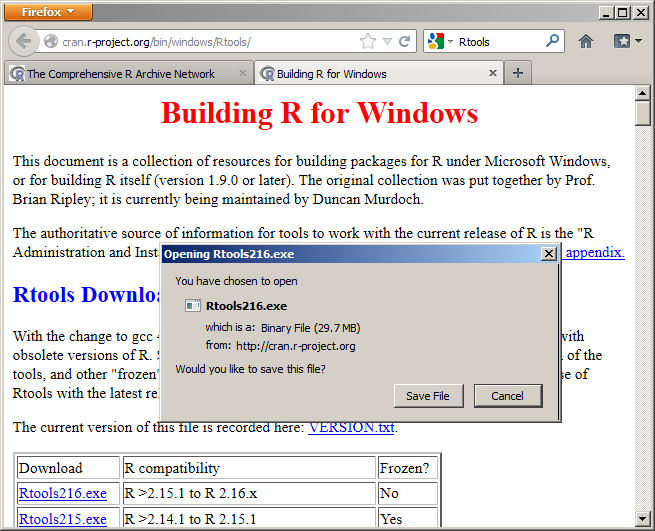 Firefox
cran.r-project.org/bin/windows/Rtools/
Rtools
The Comprehensive R Archive Network
Building R for Windows
Building R for Windows
This document is a collection of resources for building packages for R under Microsoft Windows,
or for building R itself (version 1.9.0 or later). The original collection was put together by Prof.
Brian Ripley; it is currently being maintained by Duncan Murdoch.
The authoritative source of information for tools to work with the current release of R is the "R
Administration and Inst
appendix.
Opening Rtools216.exe
You have chosen to open
Rtools216.exe
which is a: Binary File (29.7 MB)
from: http://cran.r-project.org
Would you like to save this file?
Save File
Cancel
Rtools Downloa
With the change to gcc
with
obsolete versions of R. S
n of the
tools, and other "frozen"
se of
Rtools with the latest rel
The current version of this file is recorded here: VERSION.txt.
Download R compatibility Frozen?
Rtools216.exe R >2.15.1 to R 2.16.x No
Rtools215.exe R >2.14.1 to R 2.15.1 Yes